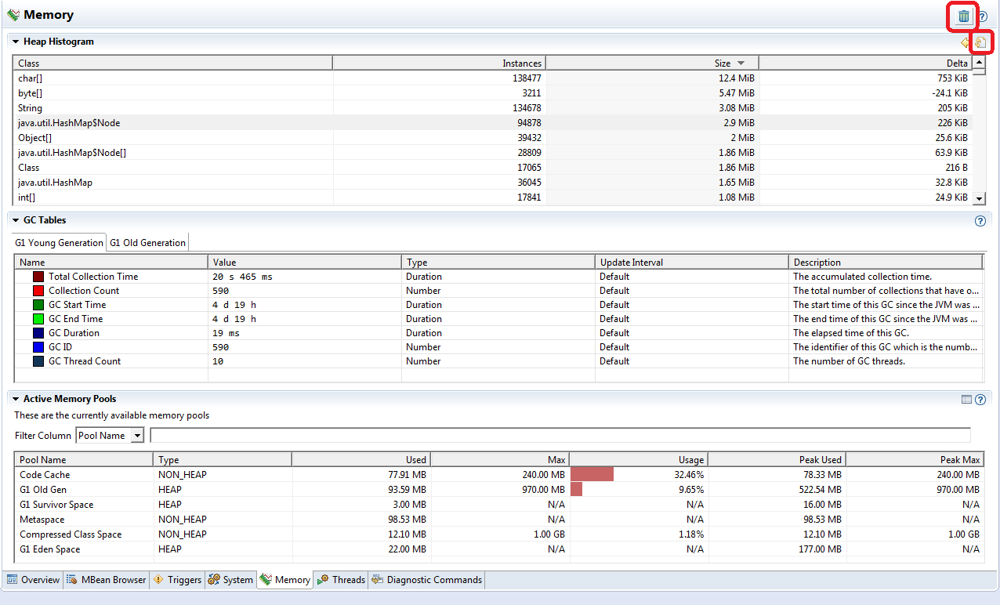 Memory
Heap Histogram
Class Instances Size Delta
char[] 138477 12.4 MiB 753 KiB
byte[] 3211 5.47 MiB -24.1 KiB
String 134678 3.08 MiB 205 KiB
java.util.HashMap$Node 94878 2.9 MiB 226 KiB
Object[] 39432 2 MiB 25.6 KiB
java.util.HashMap$Node[] 28809 1.86 MiB 63.9 KiB
Class 17065 1.86 MiB 216 B
java.util.HashMap 36045 1.65 MiB 32.8 KiB
int[] 17841 1.08 MiB 24.9 KiB
GC Tables
G1 Young Generation G1 Old Generation
Name Value Type Update Interval Description
Total Collection Time 20 s 465 ms Duration Default The accumulated collection time.
Collection Count 590 Number Default The total number of collections that have o...
GC Start Time 4 d 19 h Duration Default The start time of this GC since the JVM was ...
GC End Time 4 d 19 h Duration Default The end time of this GC since the JVM was ...
GC Duration 19 ms Duration Default The elapsed time of this GC.
GC ID 590 Number Default The identifier of this GC which is the numb...
GC Thread Count 10 Number Default The number of GC threads.
Active Memory Pools
These are the currently available memory pools
Filter Column Pool Name
Pool Name Type Used Max Usage Peak Used Peak Max
Code Cache NON_HEAP 77.91 MB 240.00 MB 32.46% 78.33 MB 240.00 MB
G1 Old Gen HEAP 93.59 MB 970.00 MB 9.65% 522.54 MB 970.00 MB
G1 Survivor Space HEAP 3.00 MB N/A N/A 16.00 MB N/A
Metaspace NON_HEAP 98.53 MB N/A N/A 98.53 MB N/A
Compressed Class Space NON_HEAP 12.10 MB 1.00 GB 1.18% 12.10 MB 1.00 GB
G1 Eden Space HEAP 22.00 MB N/A N/A 177.00 MB N/A
Overview MBean Browser Triggers System Memory Threads Diagnostic Commands